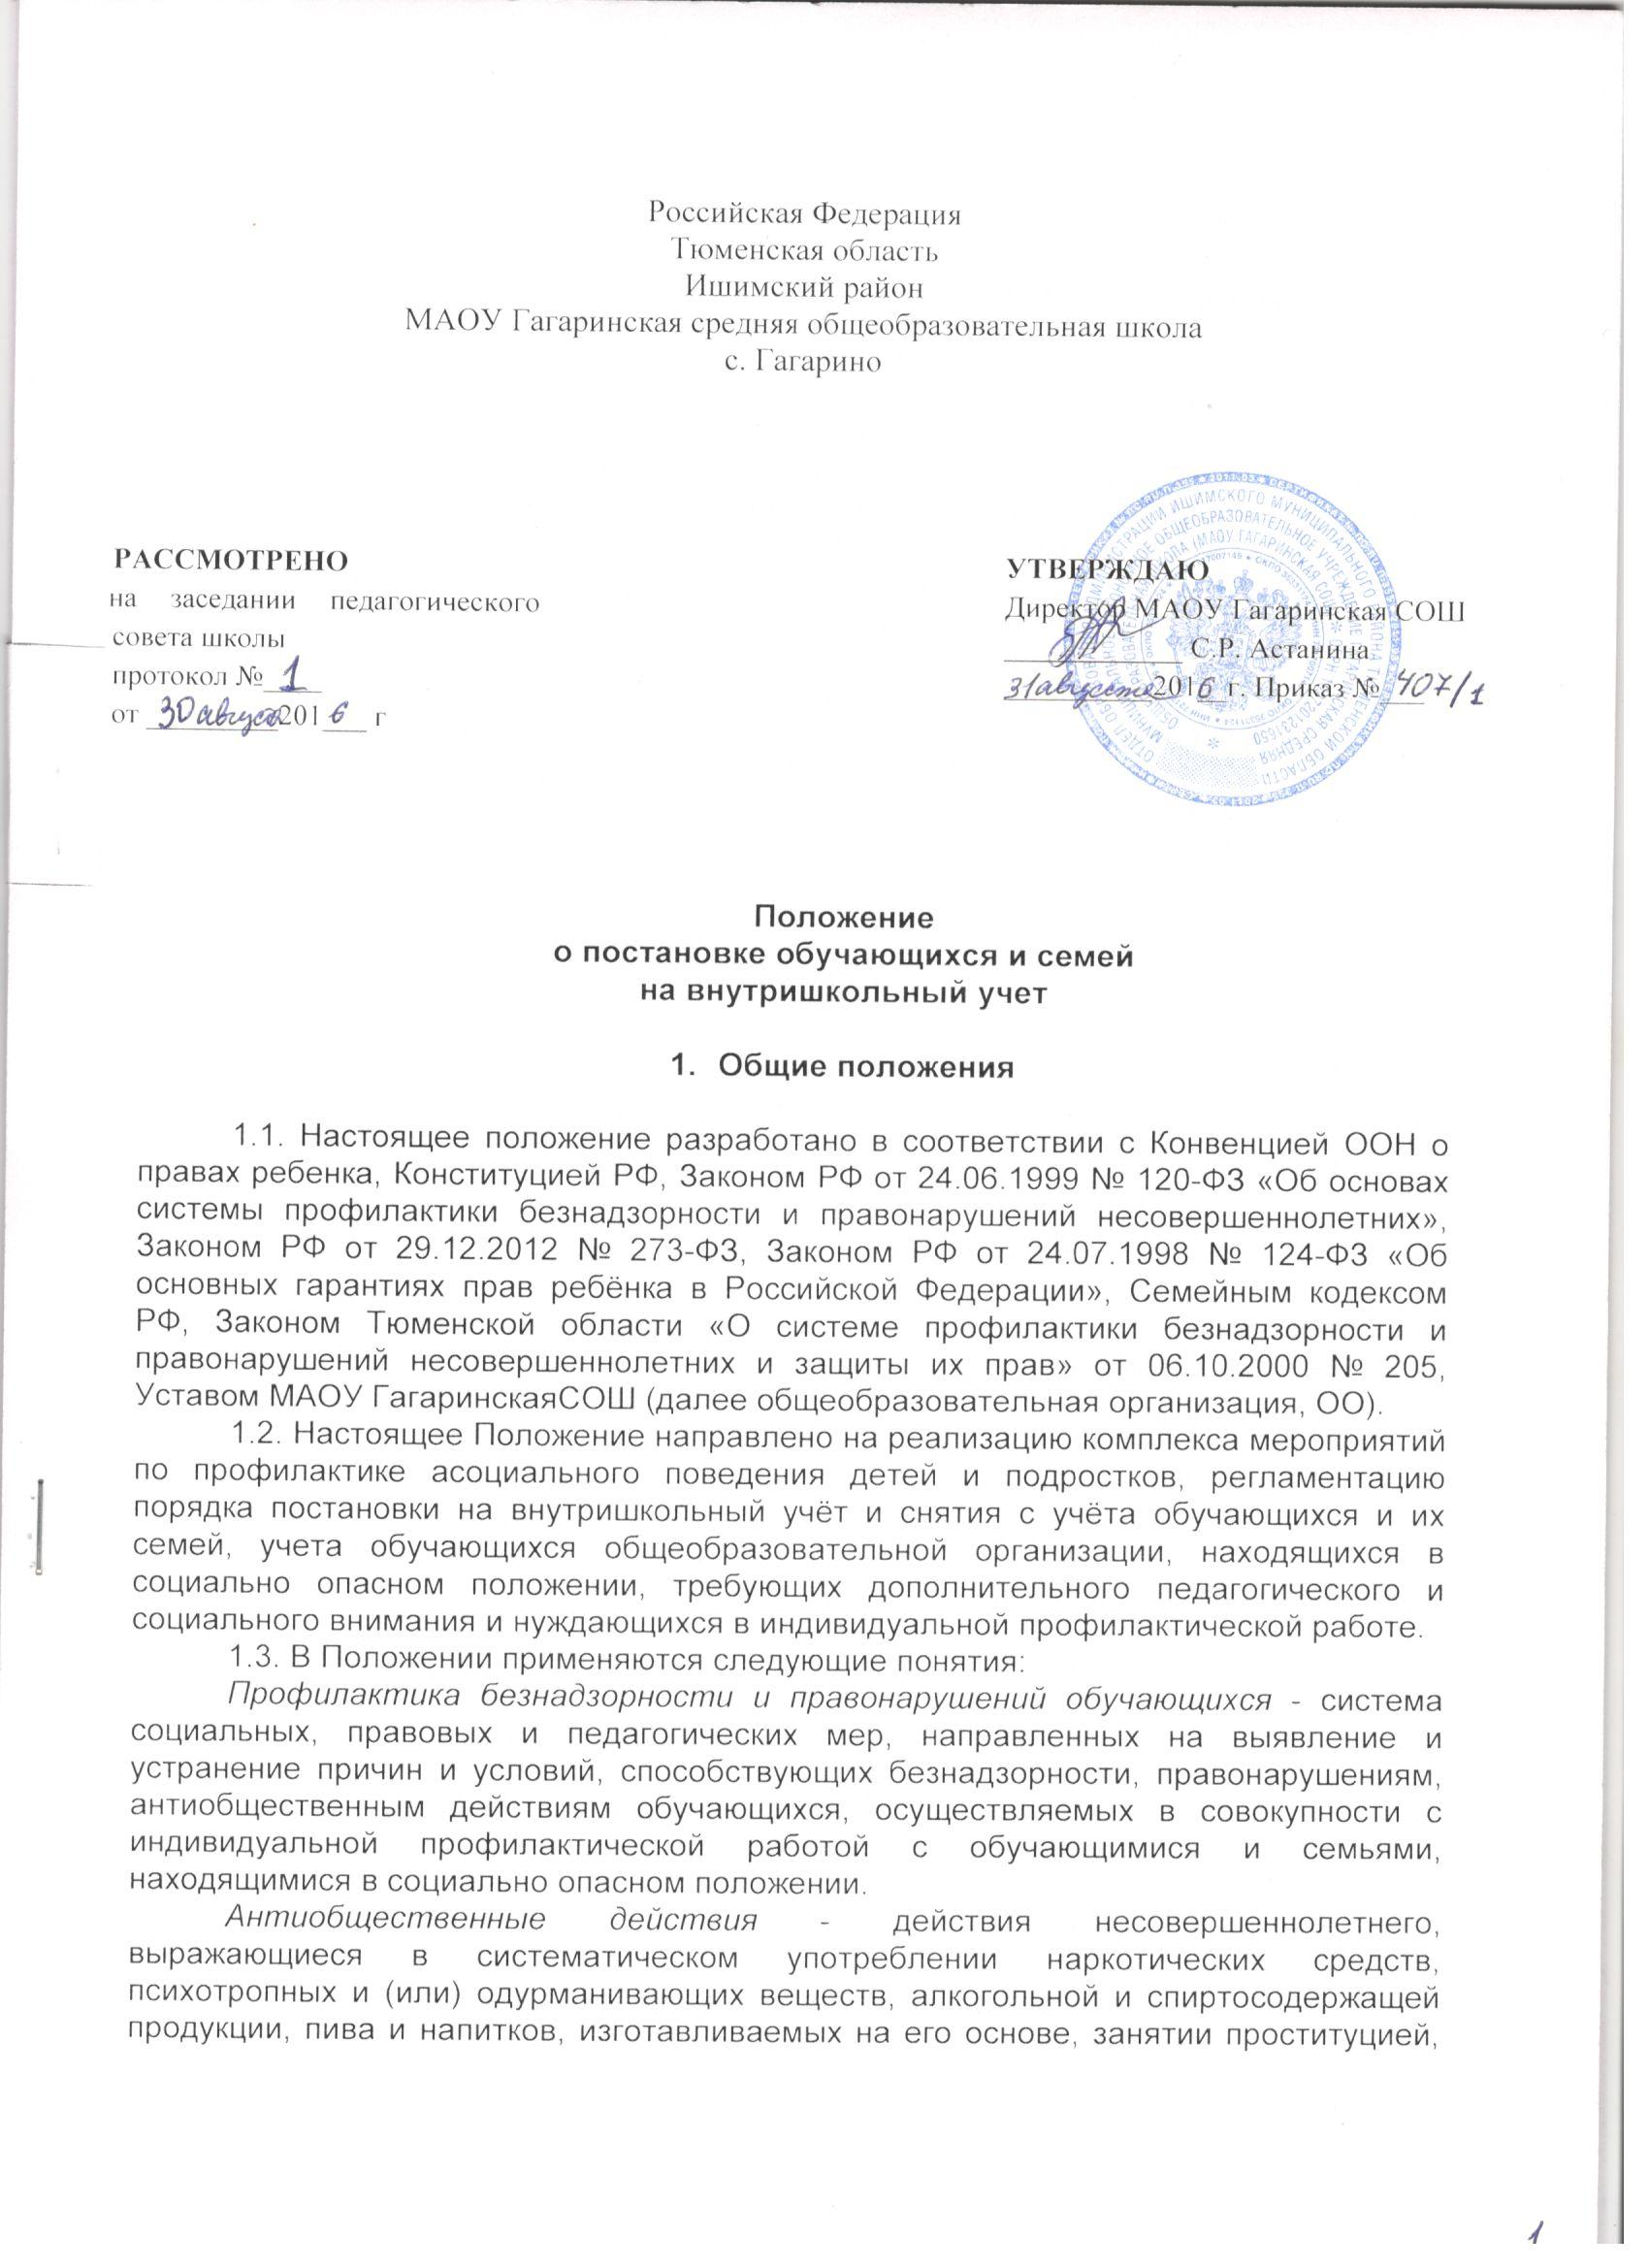 Российская Федерация
Тюменская область
Ишимский район
МАОУ Гагаринская средняя общеобразовательная школа
с. Гагарино
РАССМОТРЕНО
на заседании педагогического
совета школы
протокол № 1
от 30 августа 2016 г
УТВЕРЖДАЮ
Директор МАОУ Гагаринская СОШ
С.Р. Астанина
31 августа 2016 г. Приказ № 407/1
Положение
о постановке обучающихся и семей
на внутришкольный учет
1. Общие положения
1.1. Настоящее положение разработано в соответствии с Конвенцией ООН о
правах ребенка, Конституцией РФ, Законом РФ от 24.06.1999 № 120-ФЗ «Об основах
системы профилактики безнадзорности и правонарушений несовершеннолетних»,
Законом РФ от 29.12.2012 № 273-ФЗ, Законом РФ от 24.07.1998 № 124-ФЗ «Об
основных гарантиях прав ребёнка в Российской Федерации», Семейным кодексом
РФ, Законом Тюменской области «О системе профилактики безнадзорности и
правонарушений несовершеннолетних и защиты их прав» от 06.10.2000 № 205,
Уставом МАОУ ГагаринскаяСОШ (далее общеобразовательная организация, ОО).
1.2. Настоящее Положение направлено на реализацию комплекса мероприятий
по профилактике асоциального поведения детей и подростков, регламентацию
порядка постановки на внутришкольный учёт и снятия с учёта обучающихся и их
семей, учета обучающихся общеобразовательной организации, находящихся в
социально опасном положении, требующих дополнительного педагогического и
социального внимания и нуждающихся в индивидуальной профилактической работе.
1.3. В Положении применяются следующие понятия:
Профилактика безнадзорности и правонарушений обучающихся - система
социальных, правовых и педагогических мер, направленных на выявление и
устранение причин и условий, способствующих безнадзорности, правонарушениям,
антиобщественным действиям обучающихся, осуществляемых в совокупности с
индивидуальной профилактической работой с обучающимися и семьями,
находящимися в социально опасном положении.
Антиобщественные действия - действия несовершеннолетнего,
выражающиеся в систематическом употреблении наркотических средств,
психотропных и (или) одурманивающих веществ, алкогольной и спиртосодержащей
продукции, пива и напитков, изготавливаемых на его основе, занятии проституцией,
1